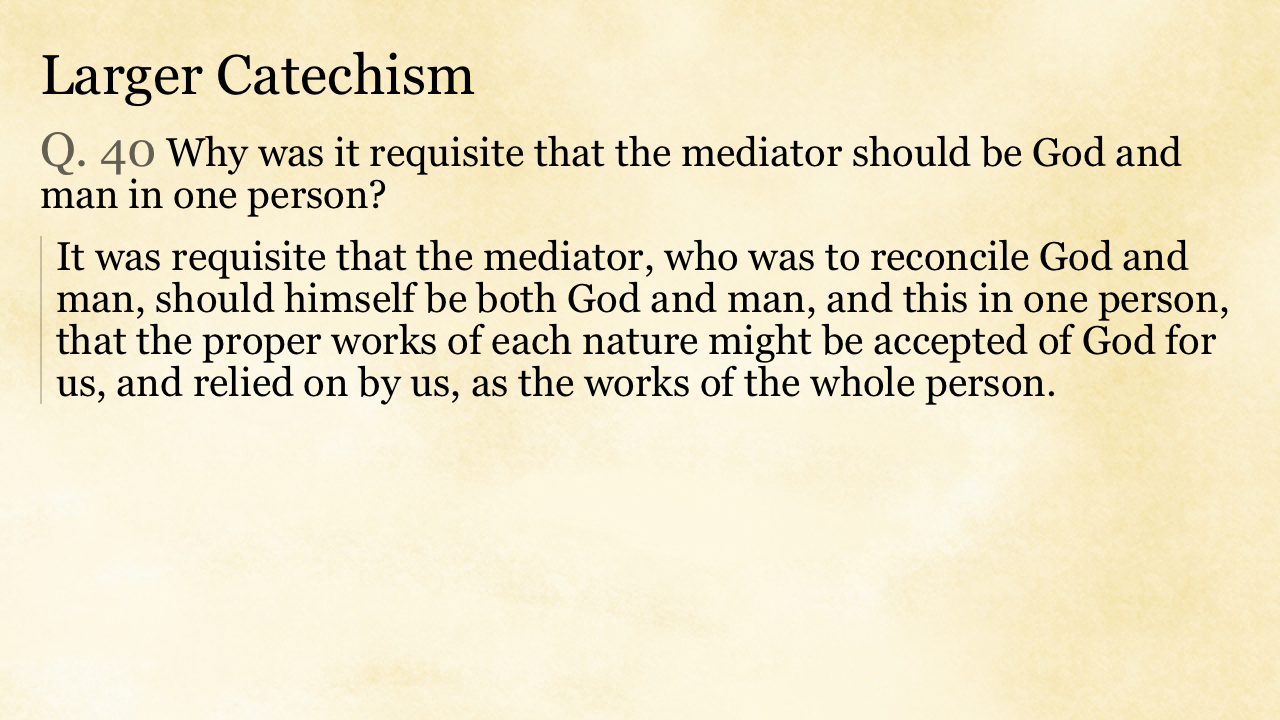 Larger Catechism
Q. 40 Why was it requisite that the mediator should be God and
man in one person?
It was requisite that the mediator, who was to reconcile God and
man, should himself be both God and man, and this in one person,
that the proper works of each nature might be accepted of God for
us, and relied on by us, as the works of the whole person.